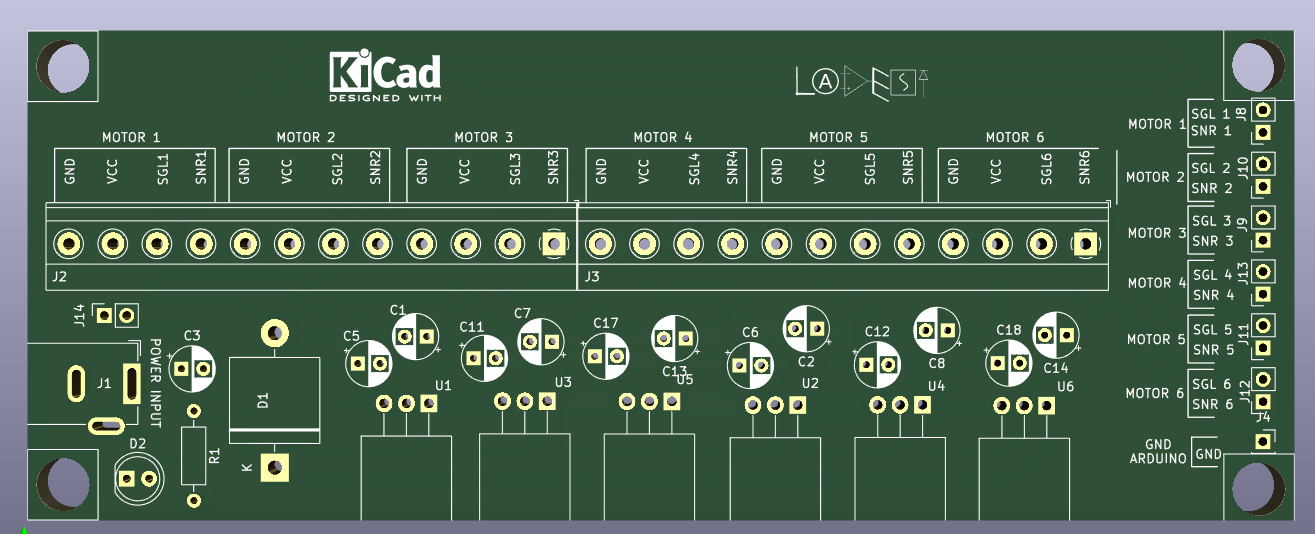 KiCad
DESIGNED WITH
A
MOTOR 1
MOTOR 2
MOTOR 3
MOTOR 4
MOTOR 5
MOTOR 6
GND VCC SGL1 SNR1
GND VCC SGL2 SNR2
GND VCC SGL3 SNR3
GND VCC SGL4 SNR4
GND VCC SGL5 SNR5
GND VCC SGL6 SNR6
J2
J3
MOTOR 1
SGL 1
SNR 1
J8
MOTOR 2
SGL 2
SNR 2
J10
MOTOR 3
SGL 3
SNR 3
J9
MOTOR 4
SGL 4
SNR 4
J13
MOTOR 5
SGL 5
SNR 5
J11
MOTOR 6
SGL 6
SNR 6
J12
J4
GND
ARDUINO
GND
J14
J1
POWER INPUT
C3
D2
R1
D1
K
C5
C1
U1
C11
C7
U3
C17
C13
U5
C6
C2
U2
C12
C8
U4
C18
C14
U6